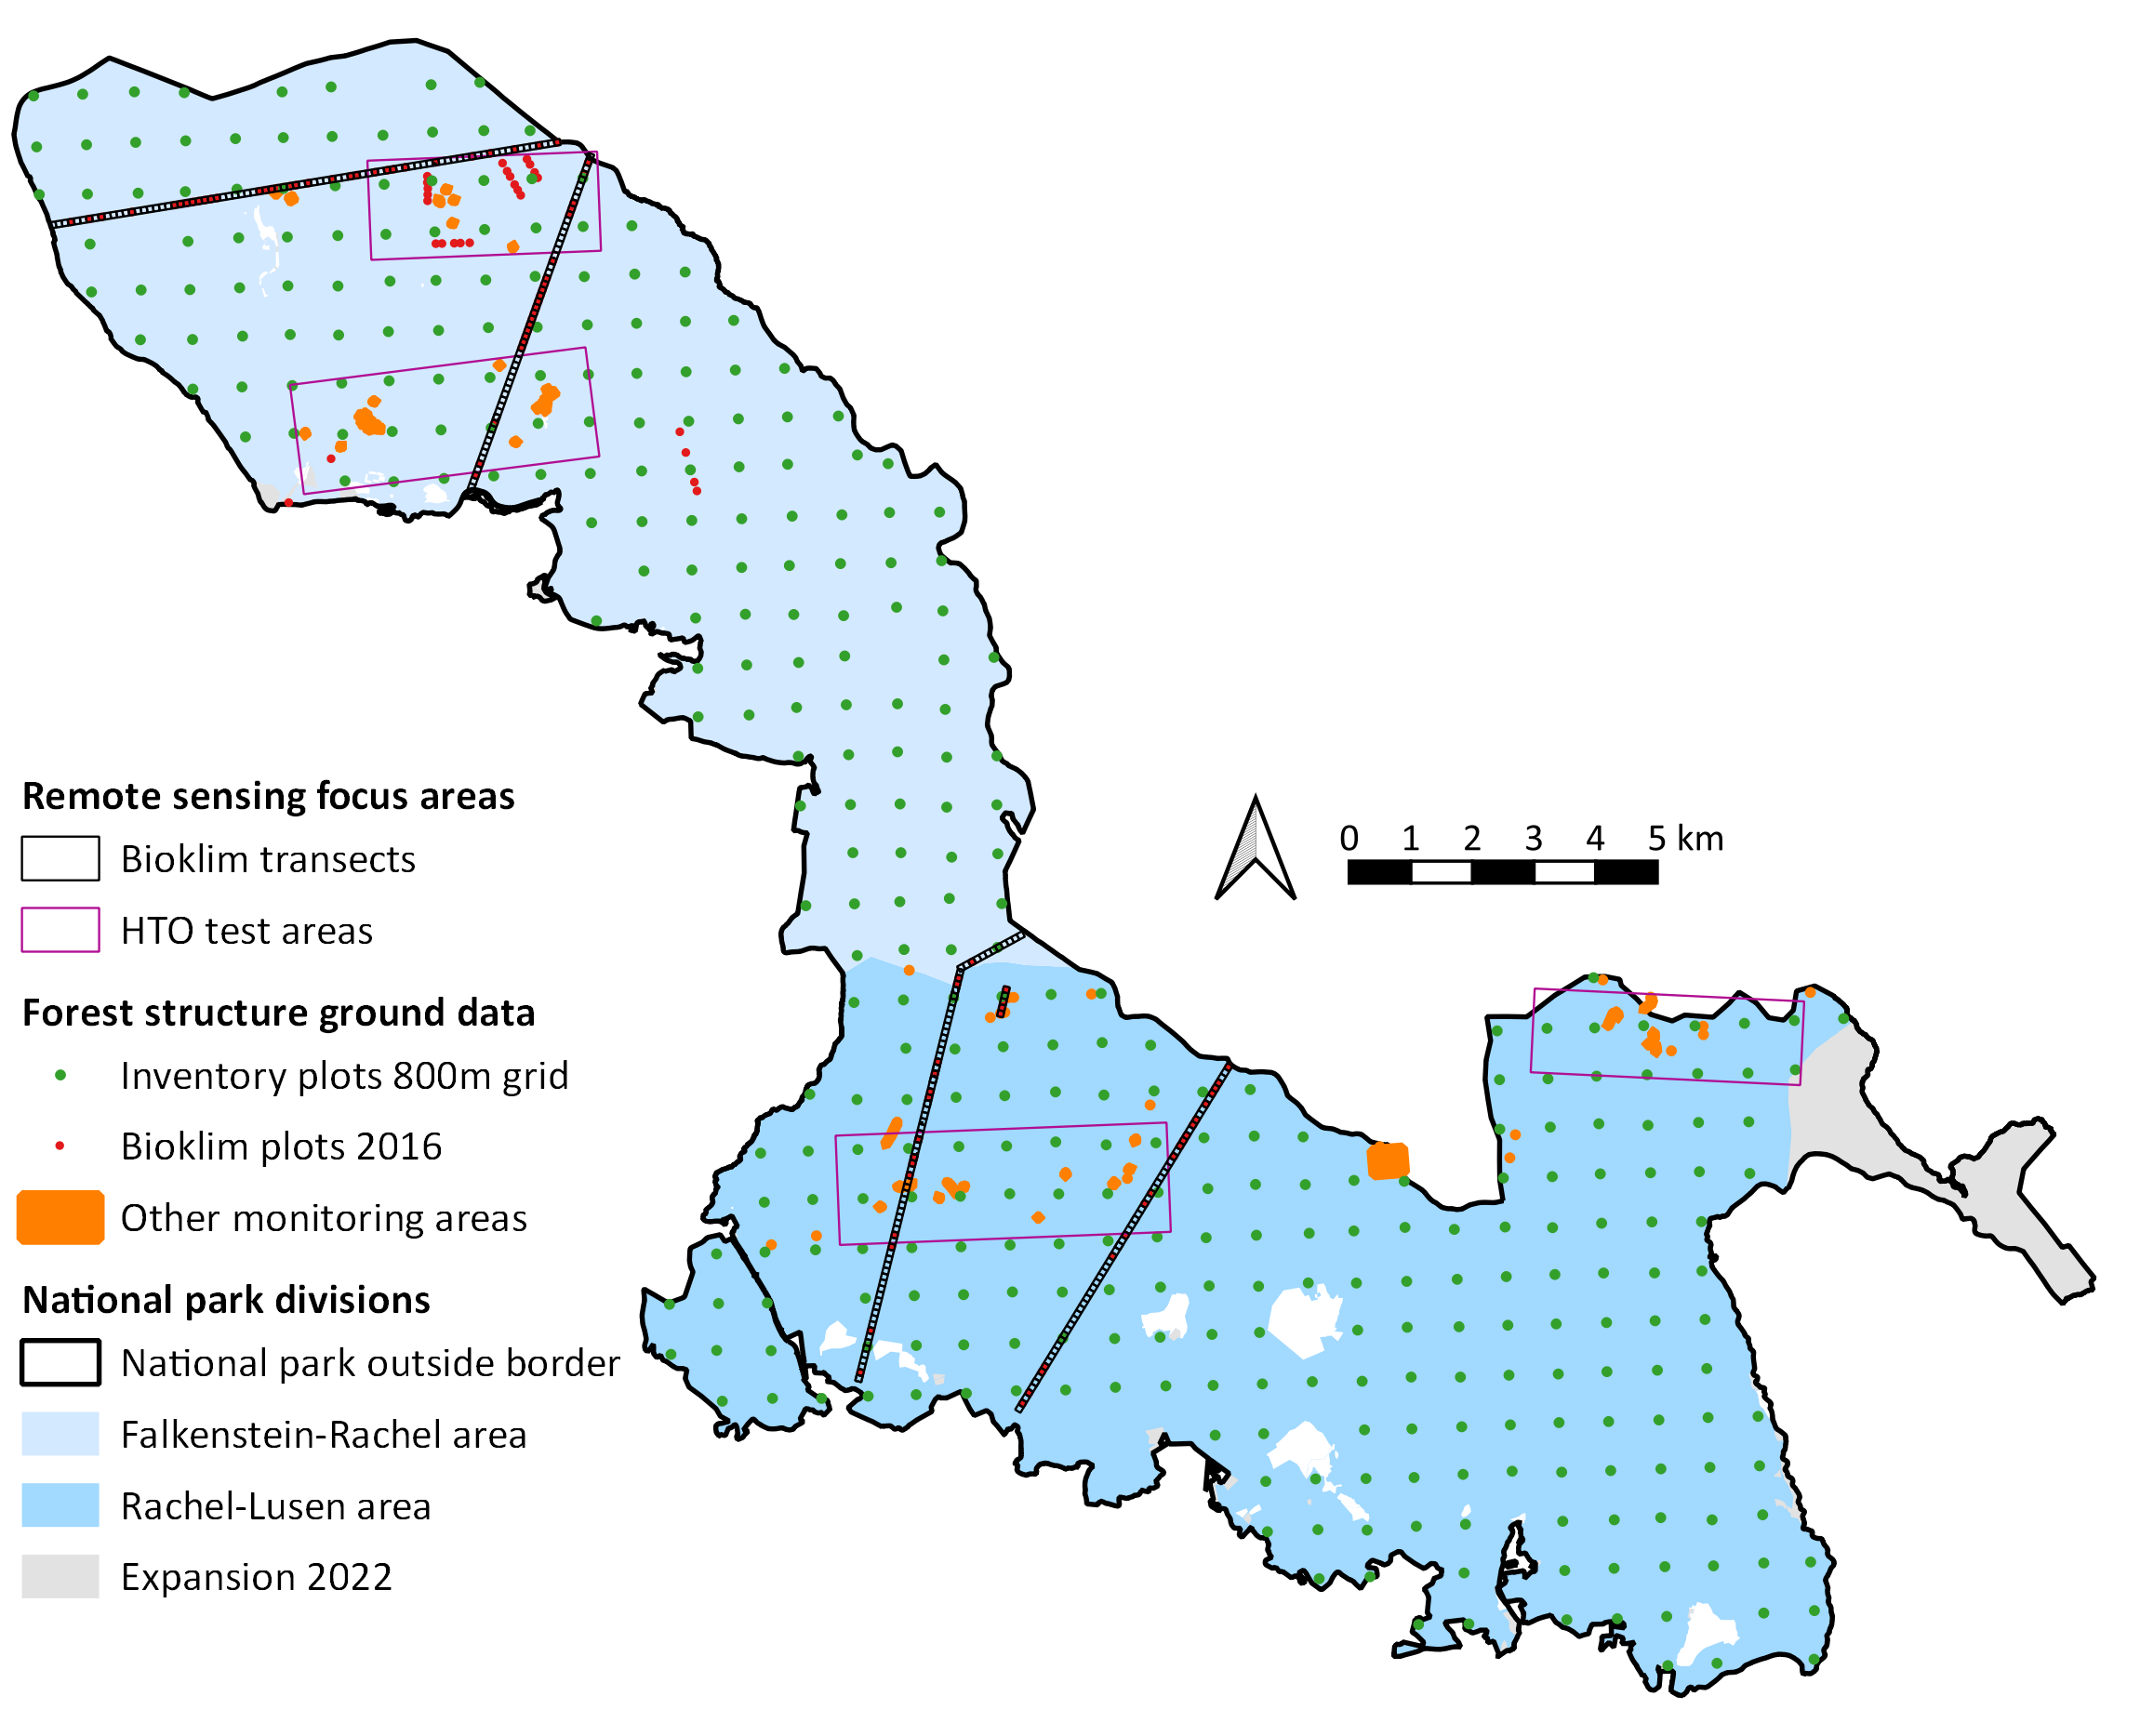 Remote sensing focus areas
Bioklim transects
HTO test areas
Forest structure ground data
Inventory plots 800m grid
Bioklim plots 2016
Other monitoring areas
National park divisions
National park outside border
Falkenstein-Rachel area
Rachel-Lusen area
Expansion 2022
0 1 2 3 4 5 km